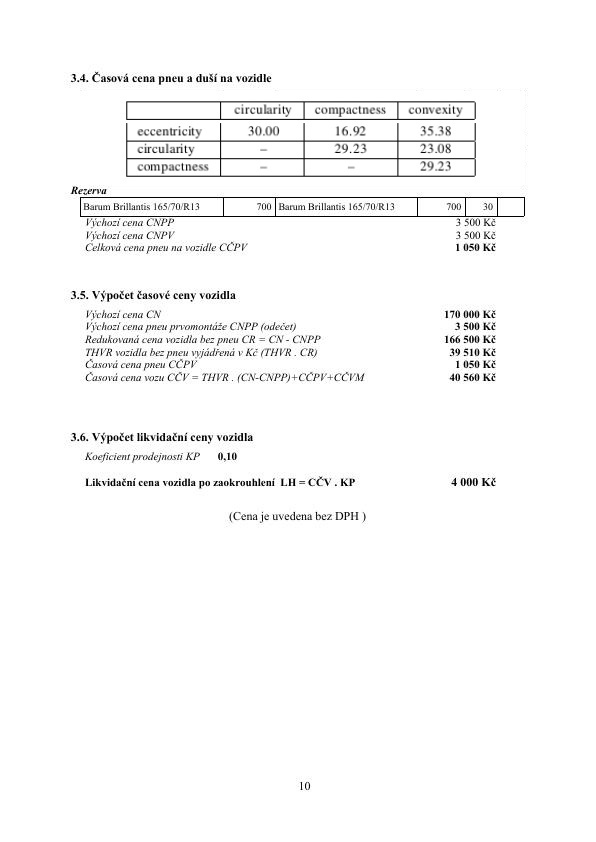 3.4. Časová cena pneu a duší na vozidle
circularity compactness convexity
eccentricity 30.00 16.92 35.38
circularity – 29.23 23.08
compactness – – 29.23
Rezerva
Barum Brillantis 165/70/R13 700 Barum Brillantis 165/70/R13 700 30
Výchozí cena CNPP 3 500 Kč
Výchozí cena CNPV 3 500 Kč
Celková cena pneu na vozidle CČPV 1 050 Kč
3.5. Výpočet časové ceny vozidla
Výchozí cena CN 170 000 Kč
Výchozí cena pneu prvomontáže CNPP (odečet) 3 500 Kč
Redukovaná cena vozidla bez pneu CR = CN - CNPP 166 500 Kč
THVR vozidla bez pneu vyjádřená v Kč (THVR . CR) 39 510 Kč
Časová cena pneu CČPV 1 050 Kč
Časová cena vozu CČV = THVR . (CN-CNPP)+CČPV+CČVM 40 560 Kč
3.6. Výpočet likvidační ceny vozidla
Koeficient prodejnosti KP 0,10
Likvidační cena vozidla po zaokrouhlení LH = CČV . KP 4 000 Kč
(Cena je uvedena bez DPH )
10